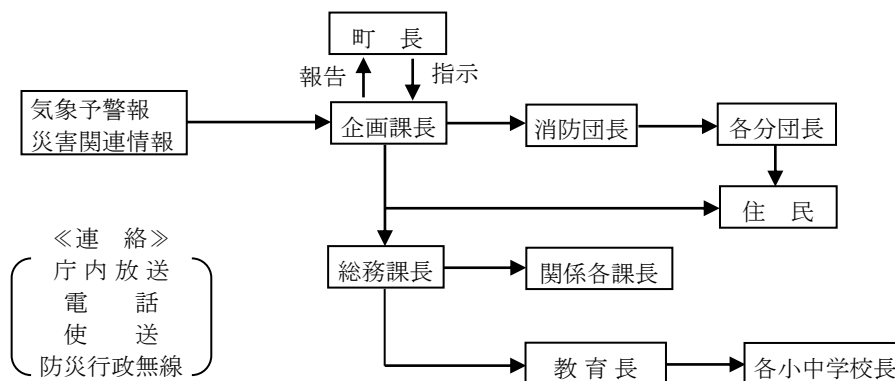 町　長
報告
指示
気象予警報
災害関連情報
企画課長
消防団長
各分団長
住　民
≪連　絡≫
庁 内 放 送
電　　話
使　　送
防災行政無線
総務課長
関係各課長
教 育 長
各小中学校長